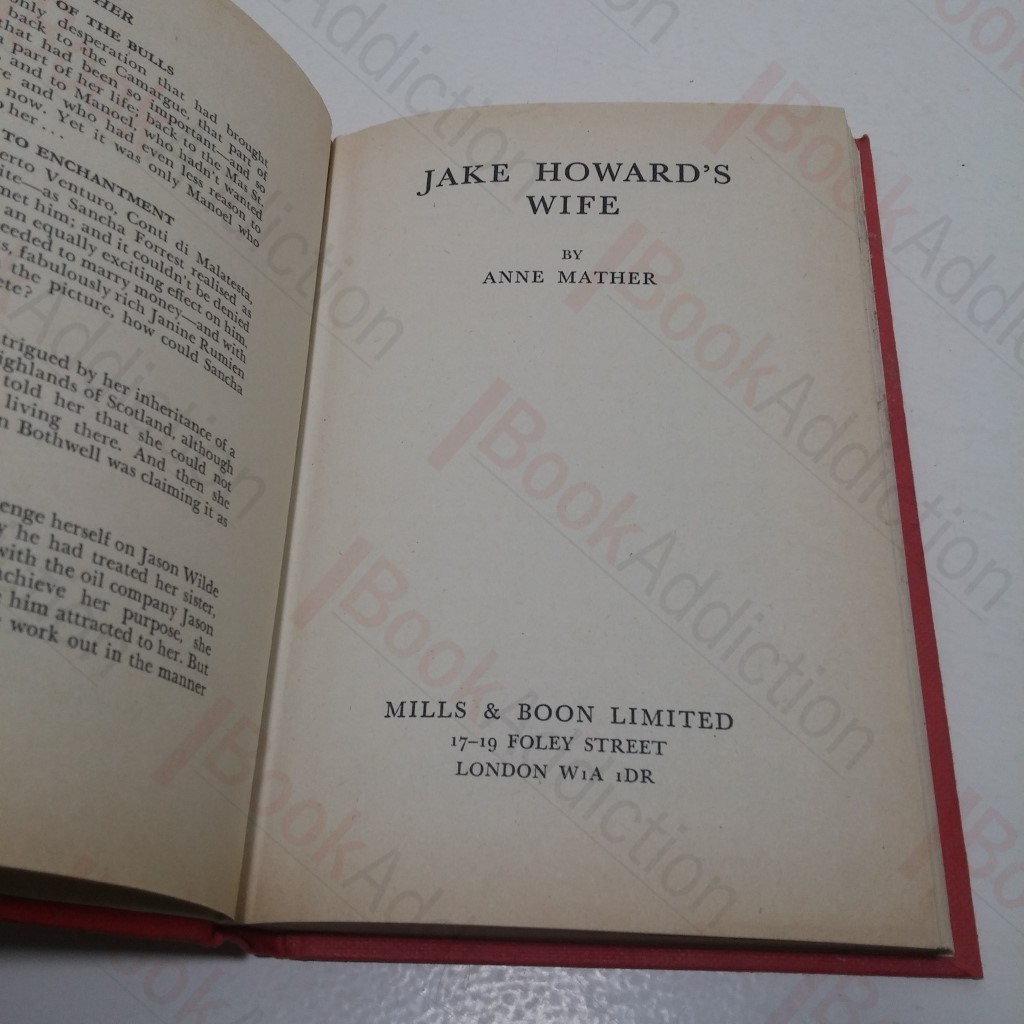 HER
OF THE BULLS
only desperation that had brought
back to the Camargue, that part of
that had been so important—and so
a part of her life; back to the Mas St.
and to Manoel, who hadn't wanted
e and who had even less reason to
now. Yet it was only Manoel who
her ...
TO ENCHANTMENT
erto Venturo, Conti di Malatesta,
ite—as Sancha Forrest realised as
met him; and it couldn't be denied
an equally exciting effect on him.
eeded to marry money—and with
s, fabulously rich Janine Rumien
the picture, how could Sancha
ete?
trigued by her inheritance of a
ighlands of Scotland, although
told her that she could not
living there. And then she
n Bothwell was claiming it as
enge herself on Jason Wilde
y he had treated her sister,
with the oil company Jason
achieve her purpose, she
him attracted to her. But
work out in the manner
JAKE HOWARD'S
WIFE
BY
ANNE MATHER
MILLS & BOON LIMITED
17–19 FOLEY STREET
LONDON W1A 1DR
BookAddiction